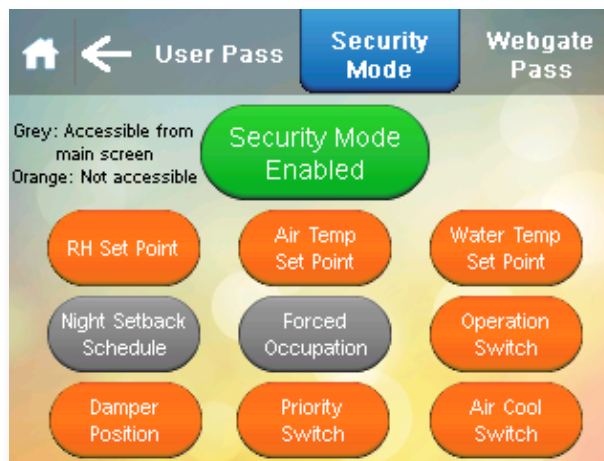 User Pass
Security
Mode
Webgate
Pass
Grey: Accessible from
main screen
Orange: Not accessible
Security Mode
Enabled
RH Set Point
Air Temp
Set Point
Water Temp
Set Point
Night Setback
Schedule
Forced
Occupation
Operation
Switch
Damper
Position
Priority
Switch
Air Cool
Switch